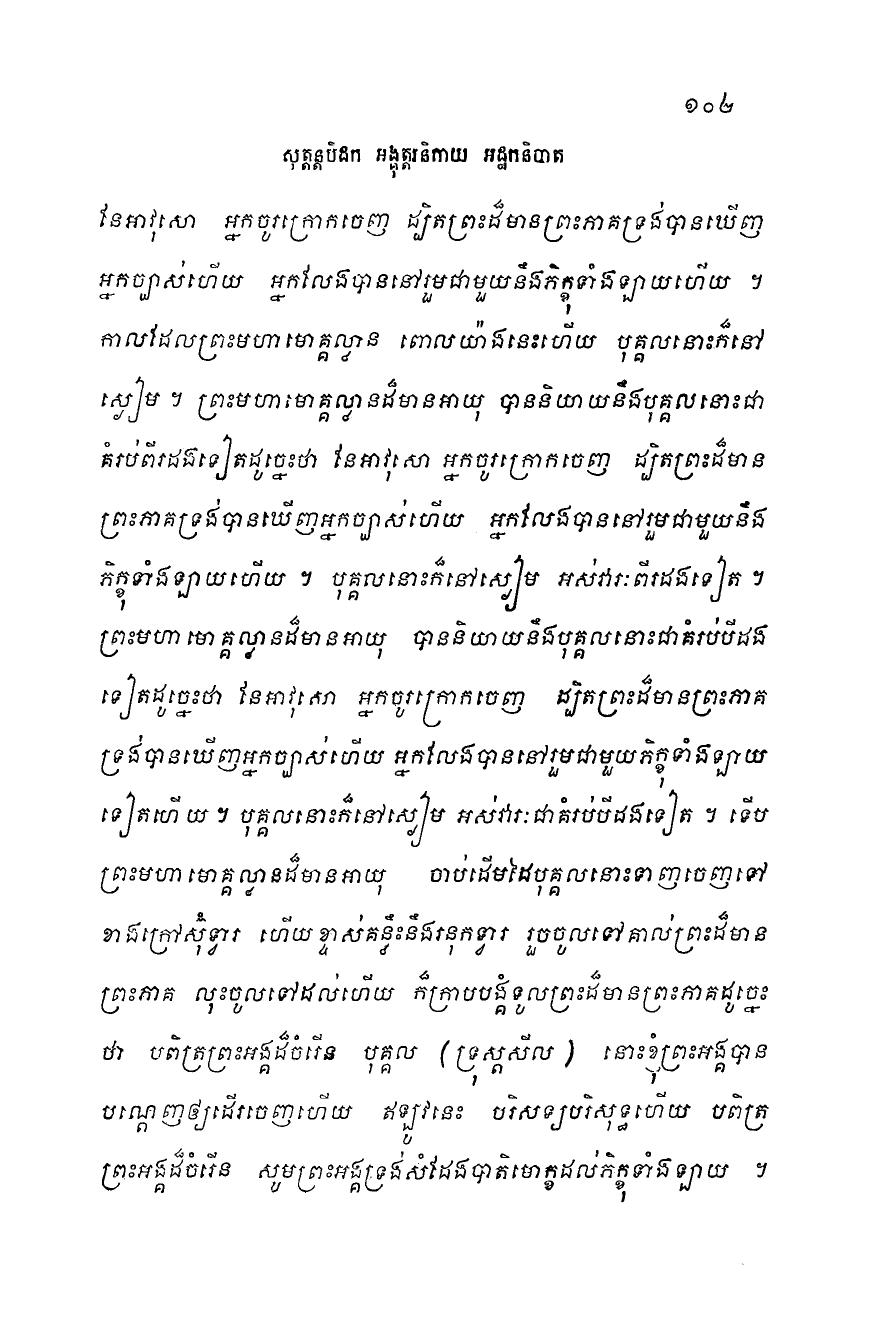 ១០៤
សុត្តន្តបិដក អង្គុត្តរនិកាយ អដ្ឋកនិបាត
នែអាវុសោ អ្នកចូរក្រោកចេញ ដ្បិតព្រះដ៏មានព្រះភាគទ្រង់បានឃើញ
អ្នកច្បាស់ហើយ អ្នកលែងបាននៅរួមជាមួយនឹងភិក្ខុទាំងឡាយហើយ ។
កាលដែលព្រះមហាមោគ្គល្លាន ពោលយ៉ាងនេះហើយ បុគ្គលនោះក៏នៅ
ស្ងៀម ។ ព្រះមហាមោគ្គល្លានដ៏មានអាយុ បាននិយាយនឹងបុគ្គលនោះជា
គំរប់ពីរដងទៀតដូច្នេះថា នែអាវុសោ អ្នកចូរក្រោកចេញ ដ្បិតព្រះដ៏មាន
ព្រះភាគទ្រង់បានឃើញអ្នកច្បាស់ហើយ អ្នកលែងបាននៅរួមជាមួយនឹង
ភិក្ខុទាំងឡាយហើយ ។ បុគ្គលនោះក៏នៅស្ងៀម អស់វារៈពីរដងទៀត ។
ព្រះមហាមោគ្គល្លានដ៏មានអាយុ បាននិយាយនឹងបុគ្គលនោះជាគំរប់បីដង
ទៀតដូច្នេះថា នែអាវុសោ អ្នកចូរក្រោកចេញ ដ្បិតព្រះដ៏មានព្រះភាគ
ទ្រង់បានឃើញអ្នកច្បាស់ហើយ អ្នកលែងបាននៅរួមជាមួយភិក្ខុទាំងឡាយ
ទៀតហើយ ។ បុគ្គលនោះក៏នៅស្ងៀម អស់វារៈជាគំរប់បីដងទៀត ។ ទើប
ព្រះមហាមោគ្គល្លានដ៏មានអាយុ ចាប់ដើមដៃបុគ្គលនោះទាញចេញទៅ
ខាងក្រៅស៊ុំទ្វារ ហើយខ្ទាស់គន្លឹះនឹងរនុកទ្វារ រួចចូលទៅគាល់ព្រះដ៏មាន
ព្រះភាគ លុះចូលទៅដល់ហើយ ក៏ក្រាបបង្គំទូលព្រះដ៏មានព្រះភាគដូច្នេះ
ថា បពិត្រព្រះអង្គដ៏ចំរើន បុគ្គល (ទ្រុស្តសីល) នោះខ្ញុំព្រះអង្គបាន
បណ្តេញឲ្យដើរចេញហើយ ឥឡូវនេះ បរិសទ្យបរិសុទ្ធហើយ បពិត្រ
ព្រះអង្គដ៏ចំរើន សូមព្រះអង្គទ្រង់សំដែងបាតិមោក្ខដល់ភិក្ខុទាំងឡាយ ។